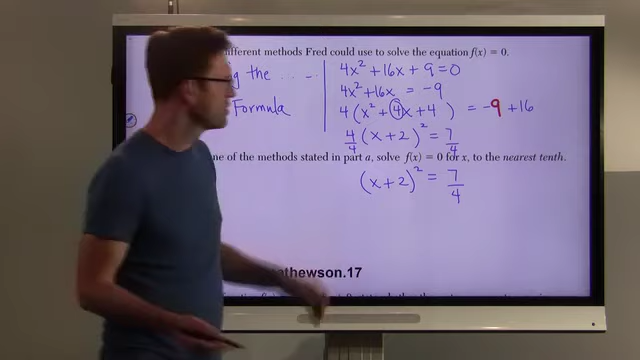 ifferent methods Fred could use to solve the equation f(x) = 0.
g the ....
Formula
4x² + 16x + 9 = 0
4x² + 16x = -9
4(x² + 4x + 4 ) = -9 + 16
4/4 (x + 2)² = 7/4
ne of the methods stated in part a, solve f(x) = 0 for x, to the nearest tenth.
(x + 2)² = 7/4
athewson.17